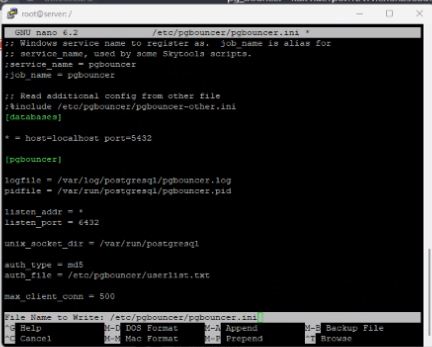 root@server: /
GNU nano 6.2 /etc/pgbouncer/pgbouncer.ini *
;; Windows service name to register as. job_name is alias for
;; service_name, used by some Skytools scripts.
;service_name = pgbouncer
;job_name = pgbouncer
;; Read additional config from other file
;%include /etc/pgbouncer/pgbouncer-other.ini
[databases]
* = host=localhost port=5432
[pgbouncer]
logfile = /var/log/postgresql/pgbouncer.log
pidfile = /var/run/postgresql/pgbouncer.pid
listen_addr = *
listen_port = 6432
unix_socket_dir = /var/run/postgresql
auth_type = md5
auth_file = /etc/pgbouncer/userlist.txt
max_client_conn = 500
File Name to Write: /etc/pgbouncer/pgbouncer.ini
^G Help M-D DOS Format M-A Append M-B Backup File
^C Cancel M-M Mac Format M-P Prepend ^T Browse